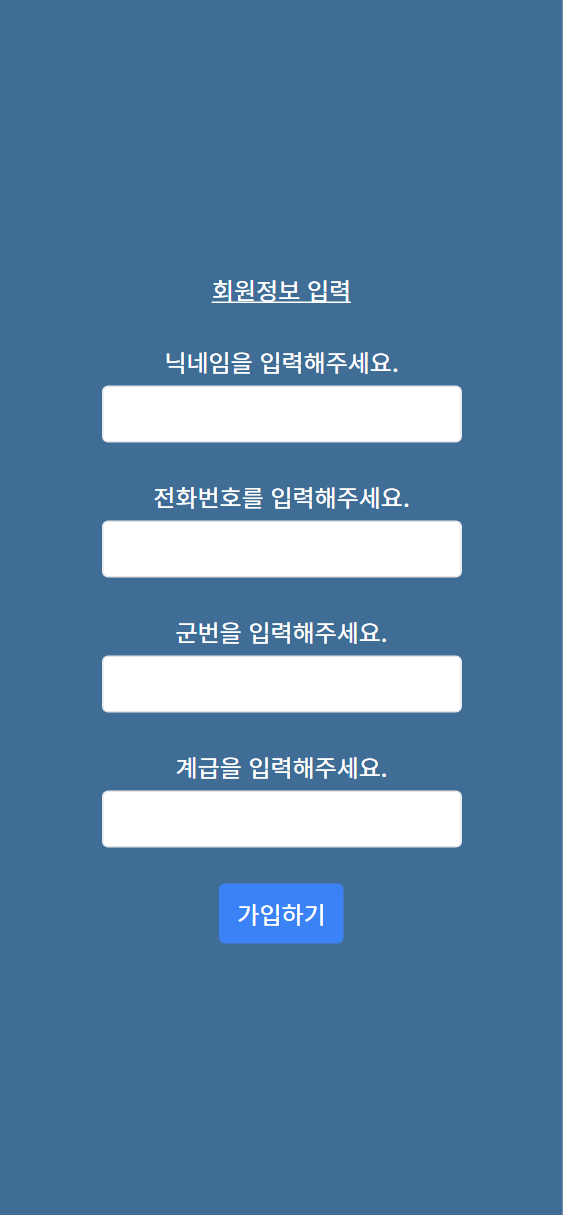 회원정보 입력
닉네임을 입력해주세요.
전화번호를 입력해주세요.
군번을 입력해주세요.
계급을 입력해주세요.
가입하기